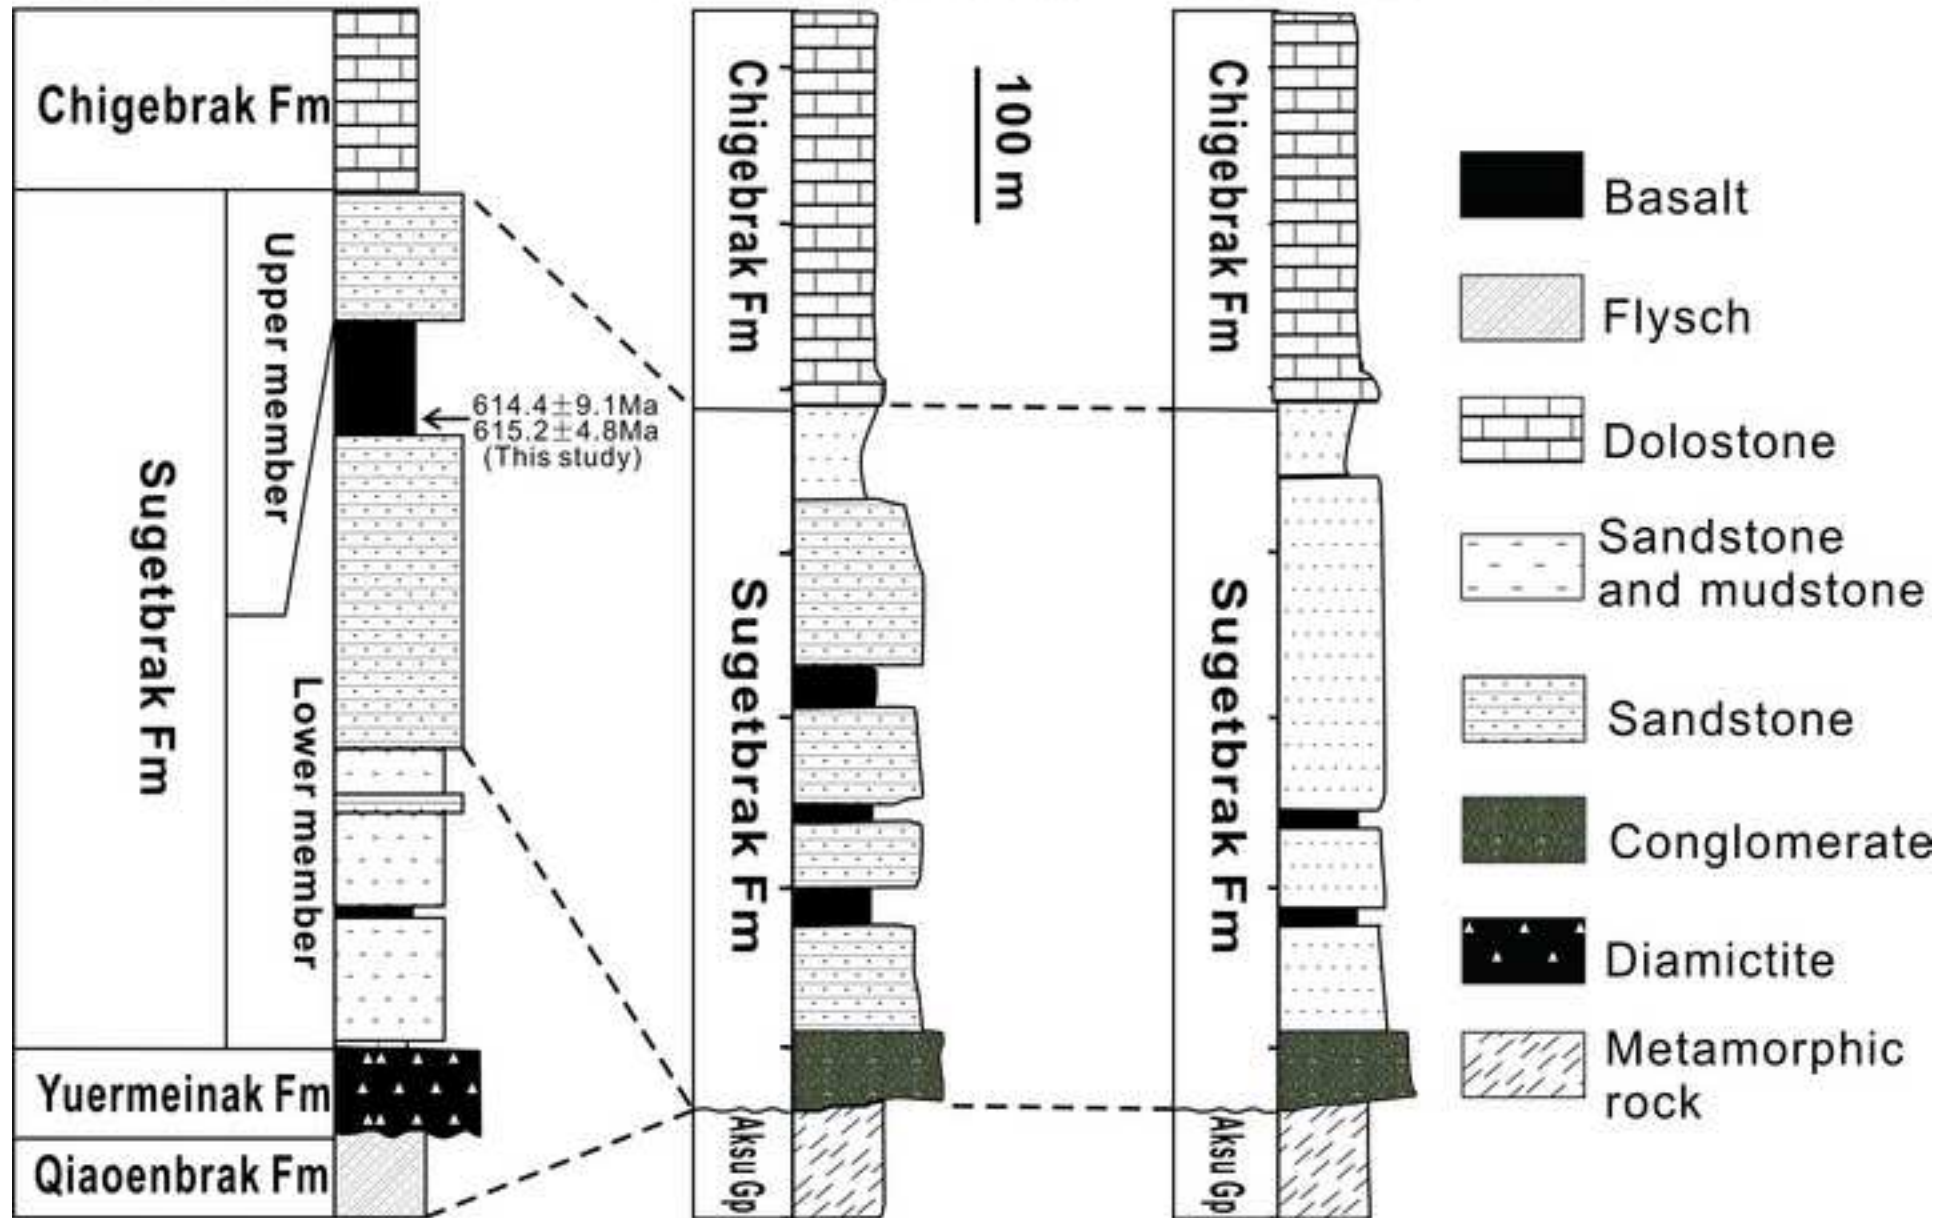 Chigebrak Fm
Sugetbrak Fm
Upper member
Lower member
Yuermeinak Fm
Qiaoenbrak Fm
614.4±9.1Ma
615.2±4.8Ma
(This study)
Chigebrak Fm
Sugetbrak Fm
Aksu Gp
100 m
Chigebrak Fm
Sugetbrak Fm
Aksu Gp
Basalt
Flysch
Dolostone
Sandstone
and mudstone
Sandstone
Conglomerate
Diamictite
Metamorphic
rock